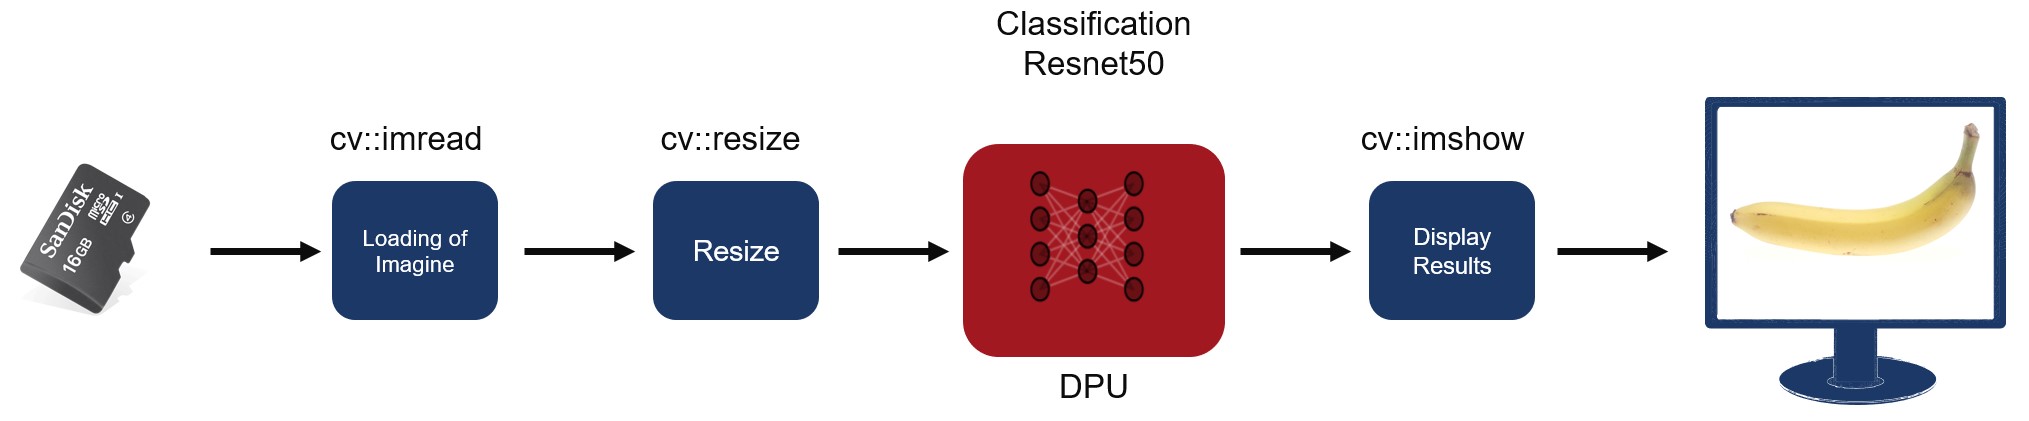 Classification
Resnet50
cv::imread
cv::resize
cv::imshow
SanDisk
micro
SD
HC I
4
16GB
Loading of
Imagine
Resize
Display
Results
DPU